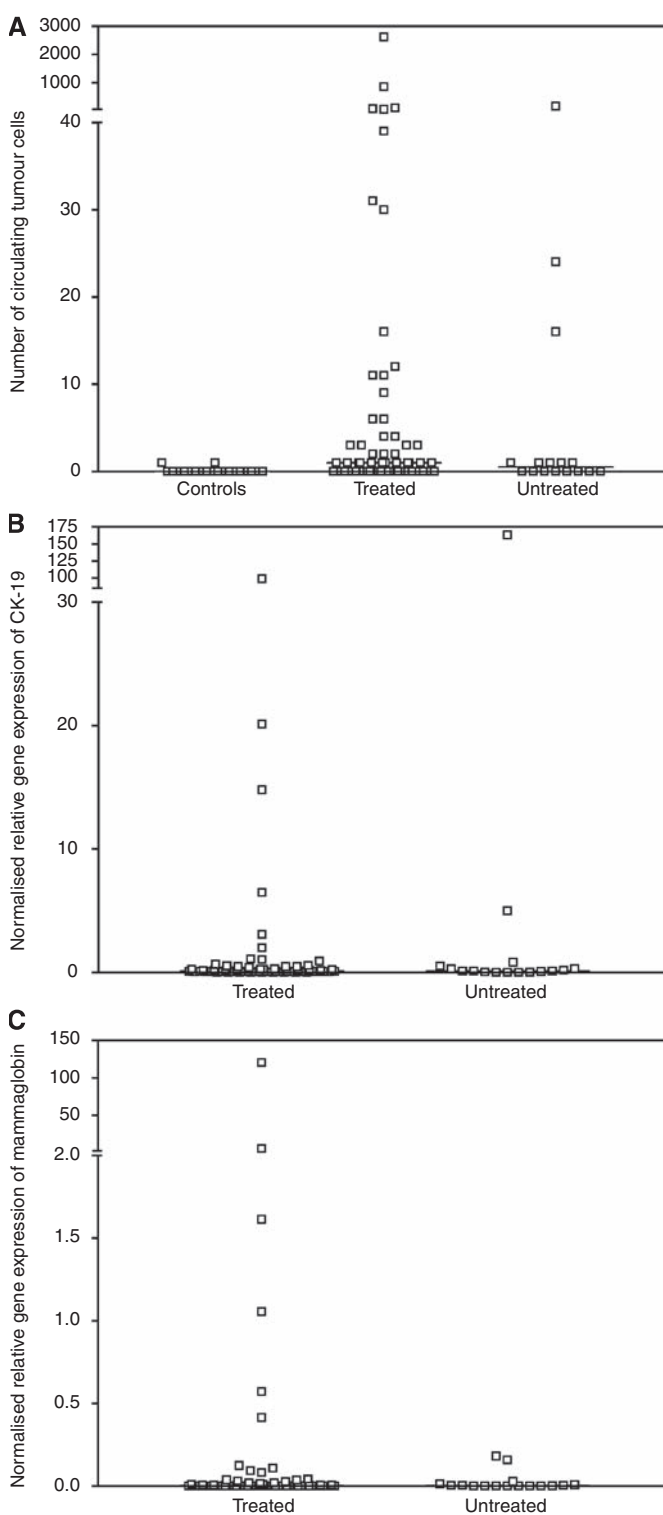 A
3000
2000
1000
40
30
20
10
0
Number of circulating tumour cells
Controls Treated Untreated
B
175
150
125
100
30
20
10
0
Normalised relative gene expression of CK-19
Treated Untreated
C
150
100
50
2.0
1.5
1.0
0.5
0.0
Normalised relative gene expression of mammaglobin
Treated Untreated